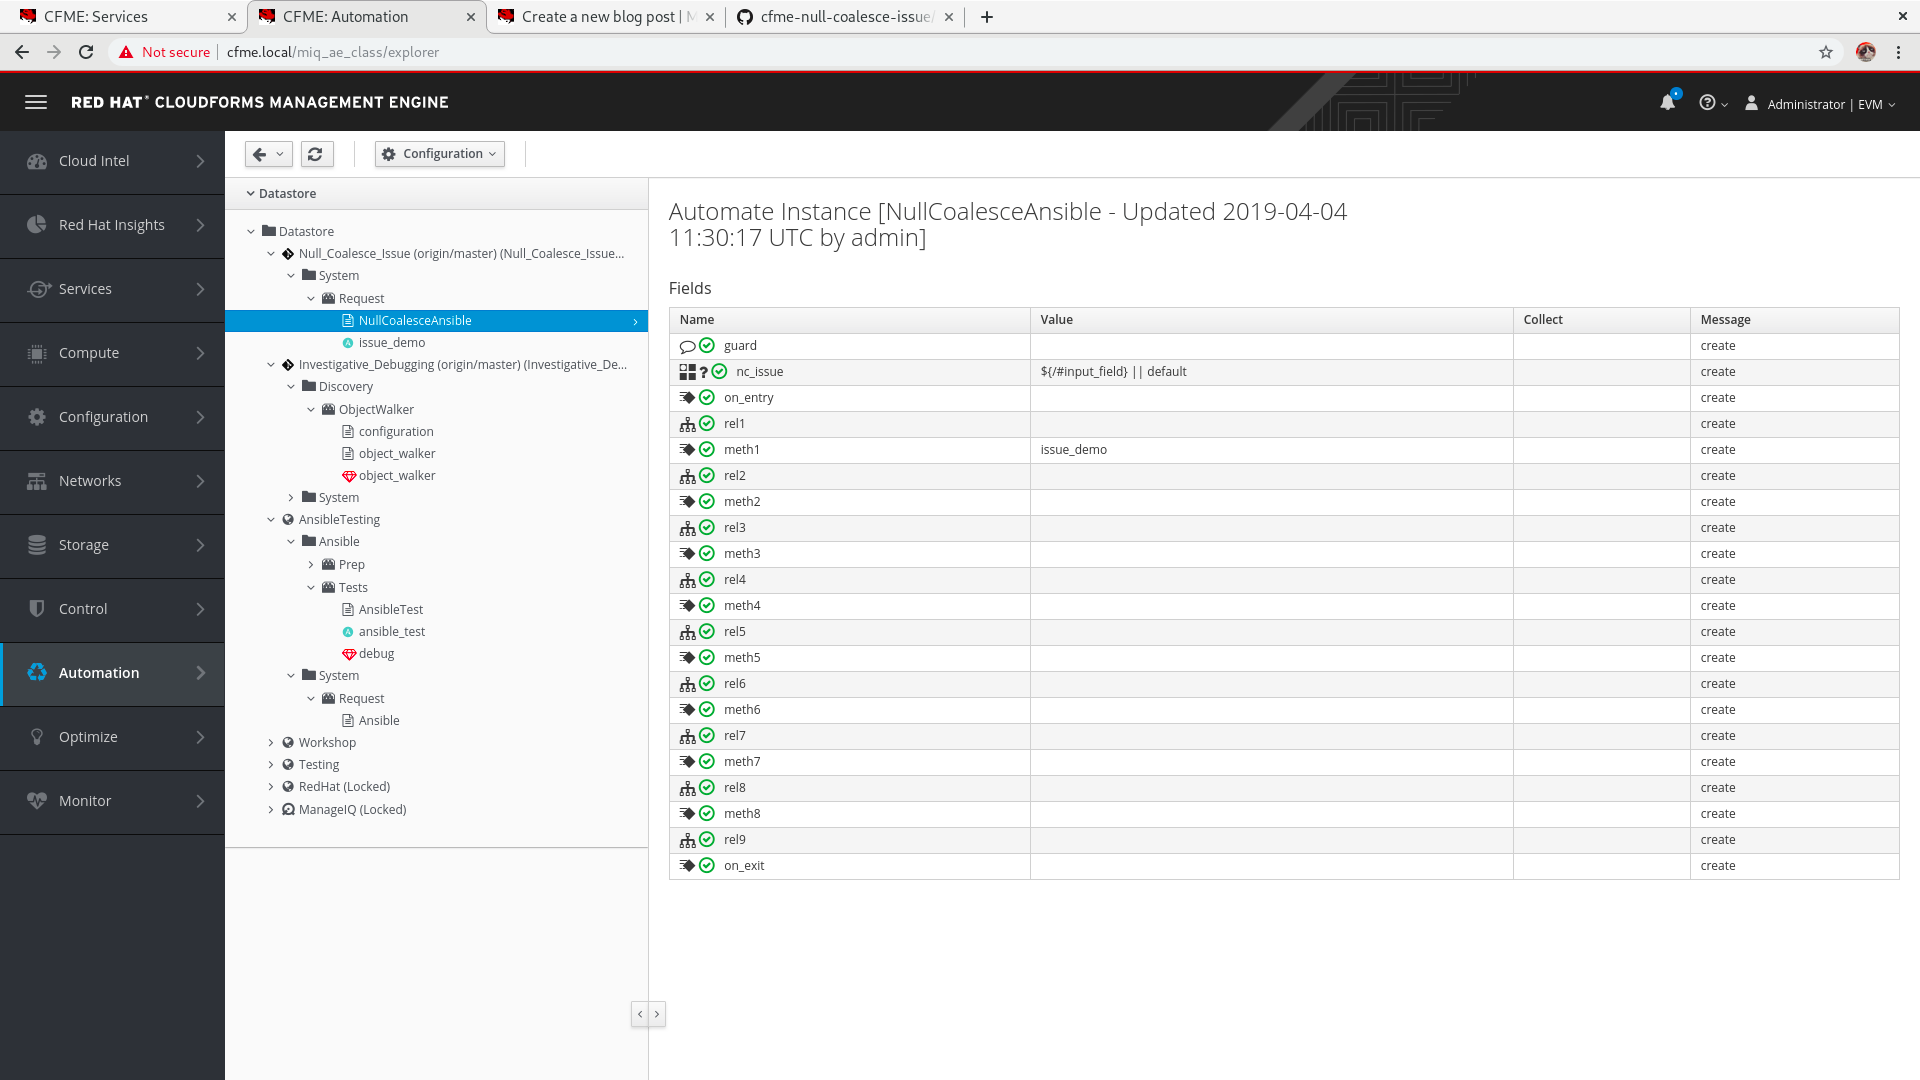 CFME: Services
CFME: Automation
Create a new blog post |
cfme-null-coalesce-issue/
Not secure
cfme.local/miq_ae_class/explorer
RED HAT® CLOUDFORMS MANAGEMENT ENGINE
Administrator | EVM
Cloud Intel
Red Hat Insights
Services
Compute
Configuration
Networks
Storage
Control
Automation
Optimize
Monitor
Configuration
Datastore
Datastore
Null_Coalesce_Issue (origin/master) (Null_Coalesce_Issue...
System
Request
NullCoalesceAnsible
issue_demo
Investigative_Debugging (origin/master) (Investigative_De...
Discovery
ObjectWalker
configuration
object_walker
object_walker
System
AnsibleTesting
Ansible
Prep
Tests
AnsibleTest
ansible_test
debug
System
Request
Ansible
Workshop
Testing
RedHat (Locked)
ManageIQ (Locked)
Automate Instance [NullCoalesceAnsible - Updated 2019-04-04
11:30:17 UTC by admin]
Fields
Name Value Collect Message
guard create
nc_issue ${/#input_field} || default create
on_entry create
rel1 create
meth1 issue_demo create
rel2 create
meth2 create
rel3 create
meth3 create
rel4 create
meth4 create
rel5 create
meth5 create
rel6 create
meth6 create
rel7 create
meth7 create
rel8 create
meth8 create
rel9 create
on_exit create